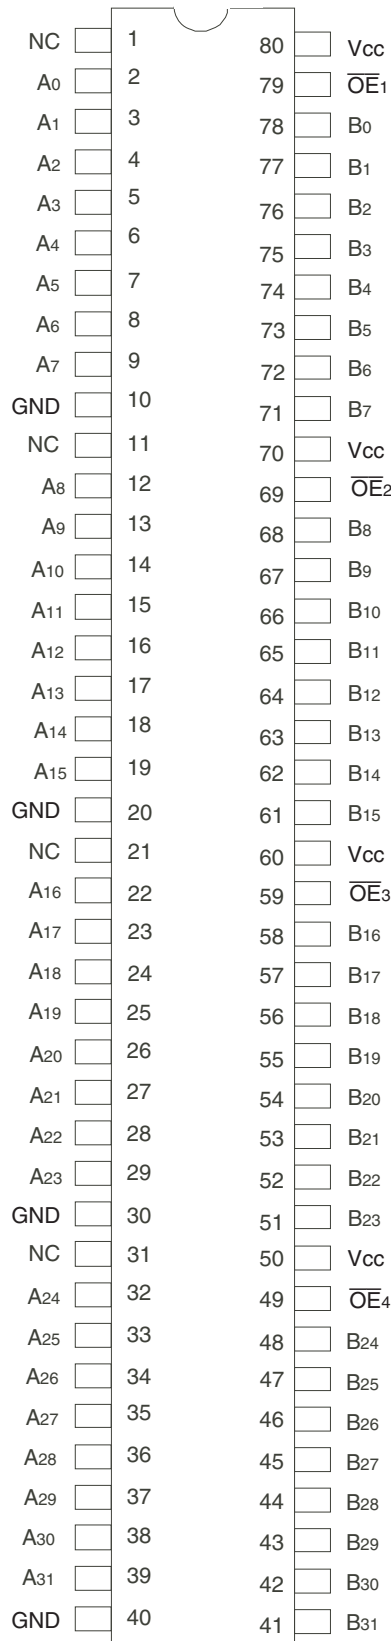 NC 1 80 Vcc
A0 2 79 OE1
A1 3 78 B0
A2 4 77 B1
A3 5 76 B2
A4 6 75 B3
A5 7 74 B4
A6 8 73 B5
A7 9 72 B6
GND 10 71 B7
NC 11 70 Vcc
A8 12 69 OE2
A9 13 68 B8
A10 14 67 B9
A11 15 66 B10
A12 16 65 B11
A13 17 64 B12
A14 18 63 B13
A15 19 62 B14
GND 20 61 B15
NC 21 60 Vcc
A16 22 59 OE3
A17 23 58 B16
A18 24 57 B17
A19 25 56 B18
A20 26 55 B19
A21 27 54 B20
A22 28 53 B21
A23 29 52 B22
GND 30 51 B23
NC 31 50 Vcc
A24 32 49 OE4
A25 33 48 B24
A26 34 47 B25
A27 35 46 B26
A28 36 45 B27
A29 37 44 B28
A30 38 43 B29
A31 39 42 B30
GND 40 41 B31